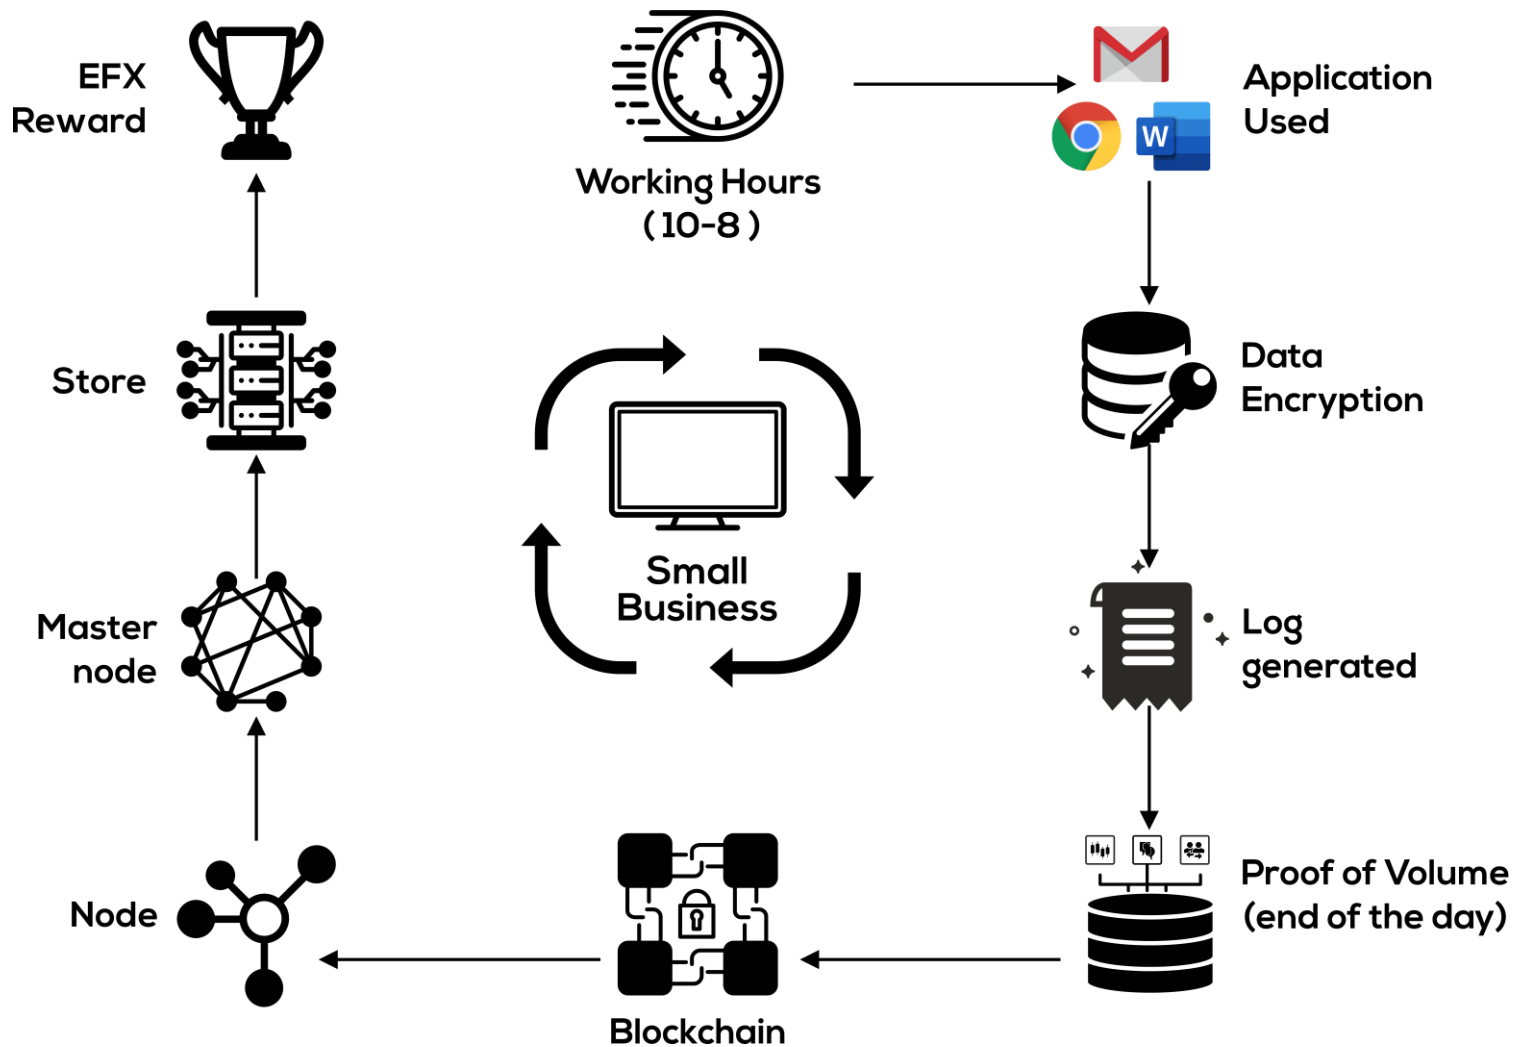 EFX
Reward
Working Hours
(10-8)
Application
Used
W
Store
Data
Encryption
Small
Business
Master
node
Log
generated
Node
Proof of Volume
(end of the day)
Blockchain